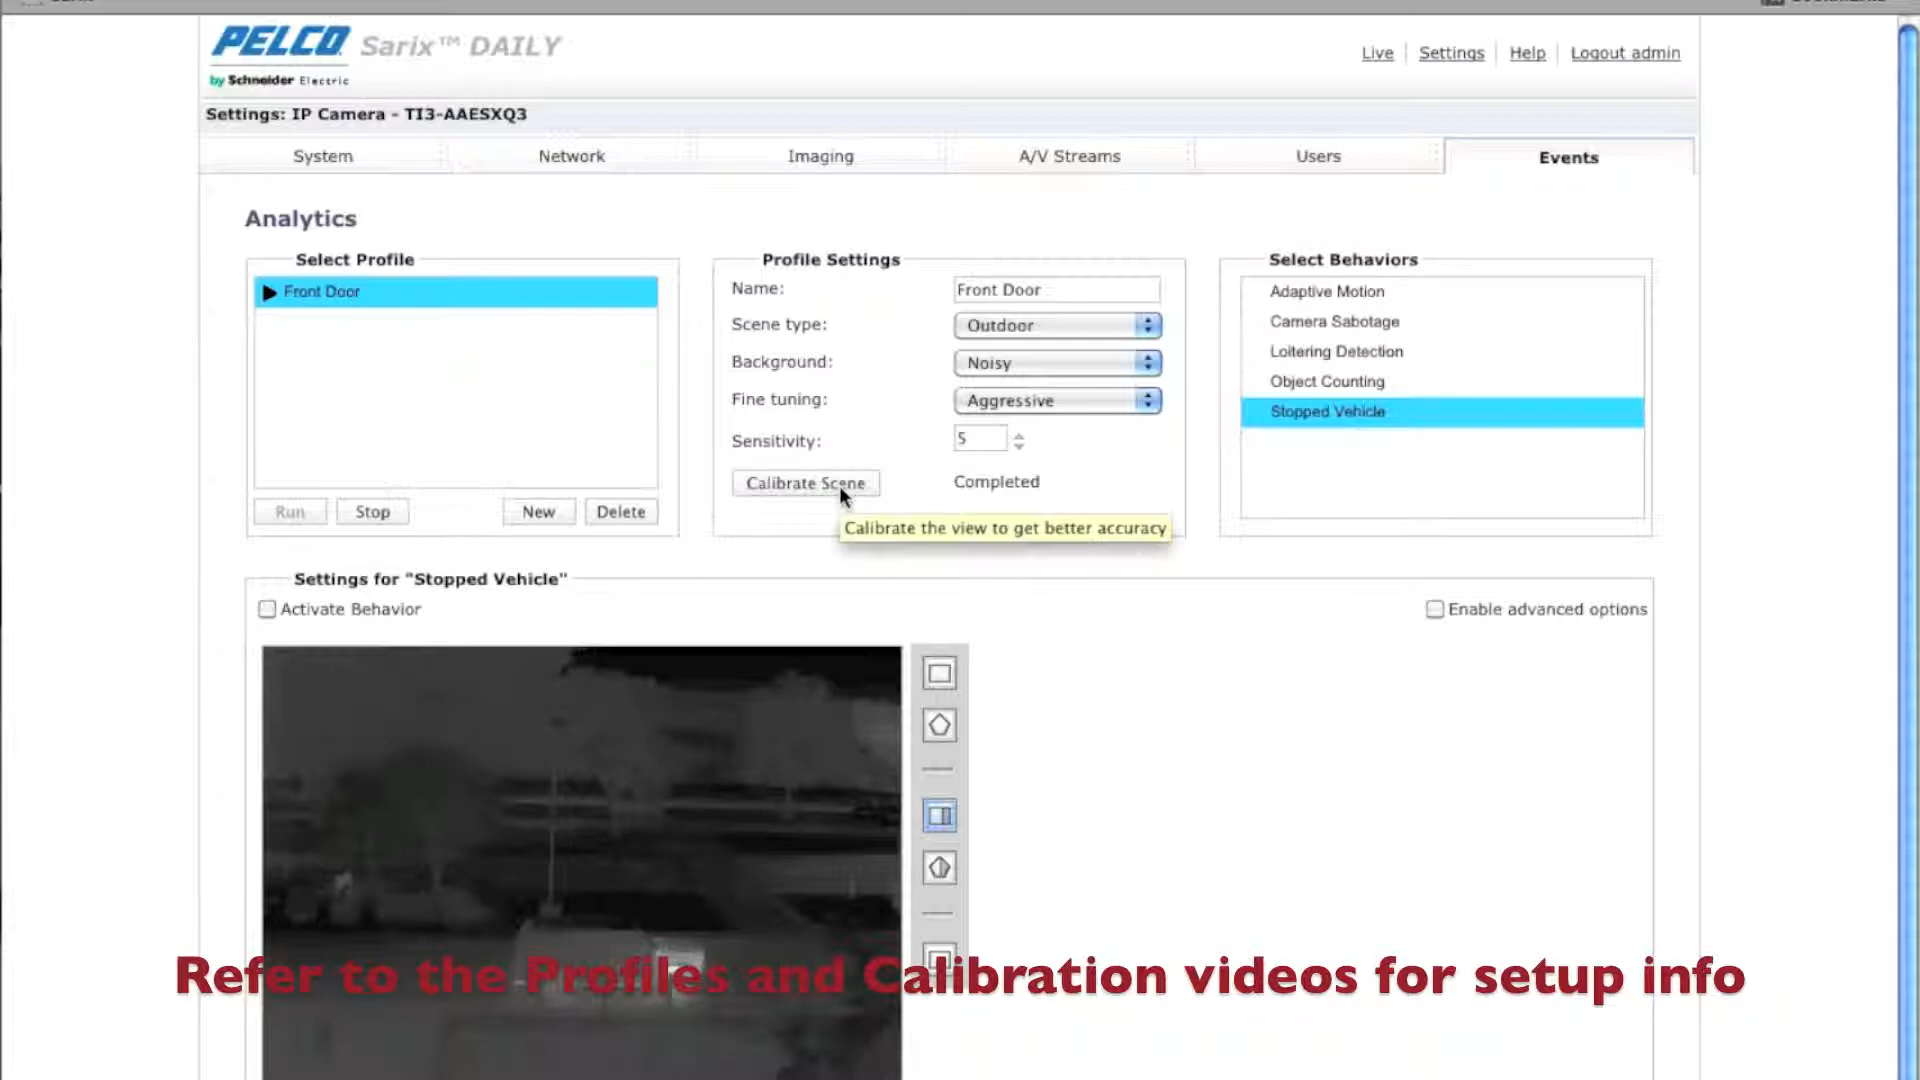 PELCO Sarix™ DAILY
by Schneider Electric
Live Settings Help Logout admin
Settings: IP Camera - TI3-AAESXQ3
System Network Imaging A/V Streams Users Events
Analytics
Select Profile
Front Door
Run Stop New Delete
Profile Settings
Name: Front Door
Scene type: Outdoor
Background: Noisy
Fine tuning: Aggressive
Sensitivity: 5
Calibrate Scene Completed
Calibrate the view to get better accuracy
Select Behaviors
Adaptive Motion
Camera Sabotage
Loitering Detection
Object Counting
Stopped Vehicle
Settings for "Stopped Vehicle"
Activate Behavior Enable advanced options
Refer to the Profiles and Calibration videos for setup info